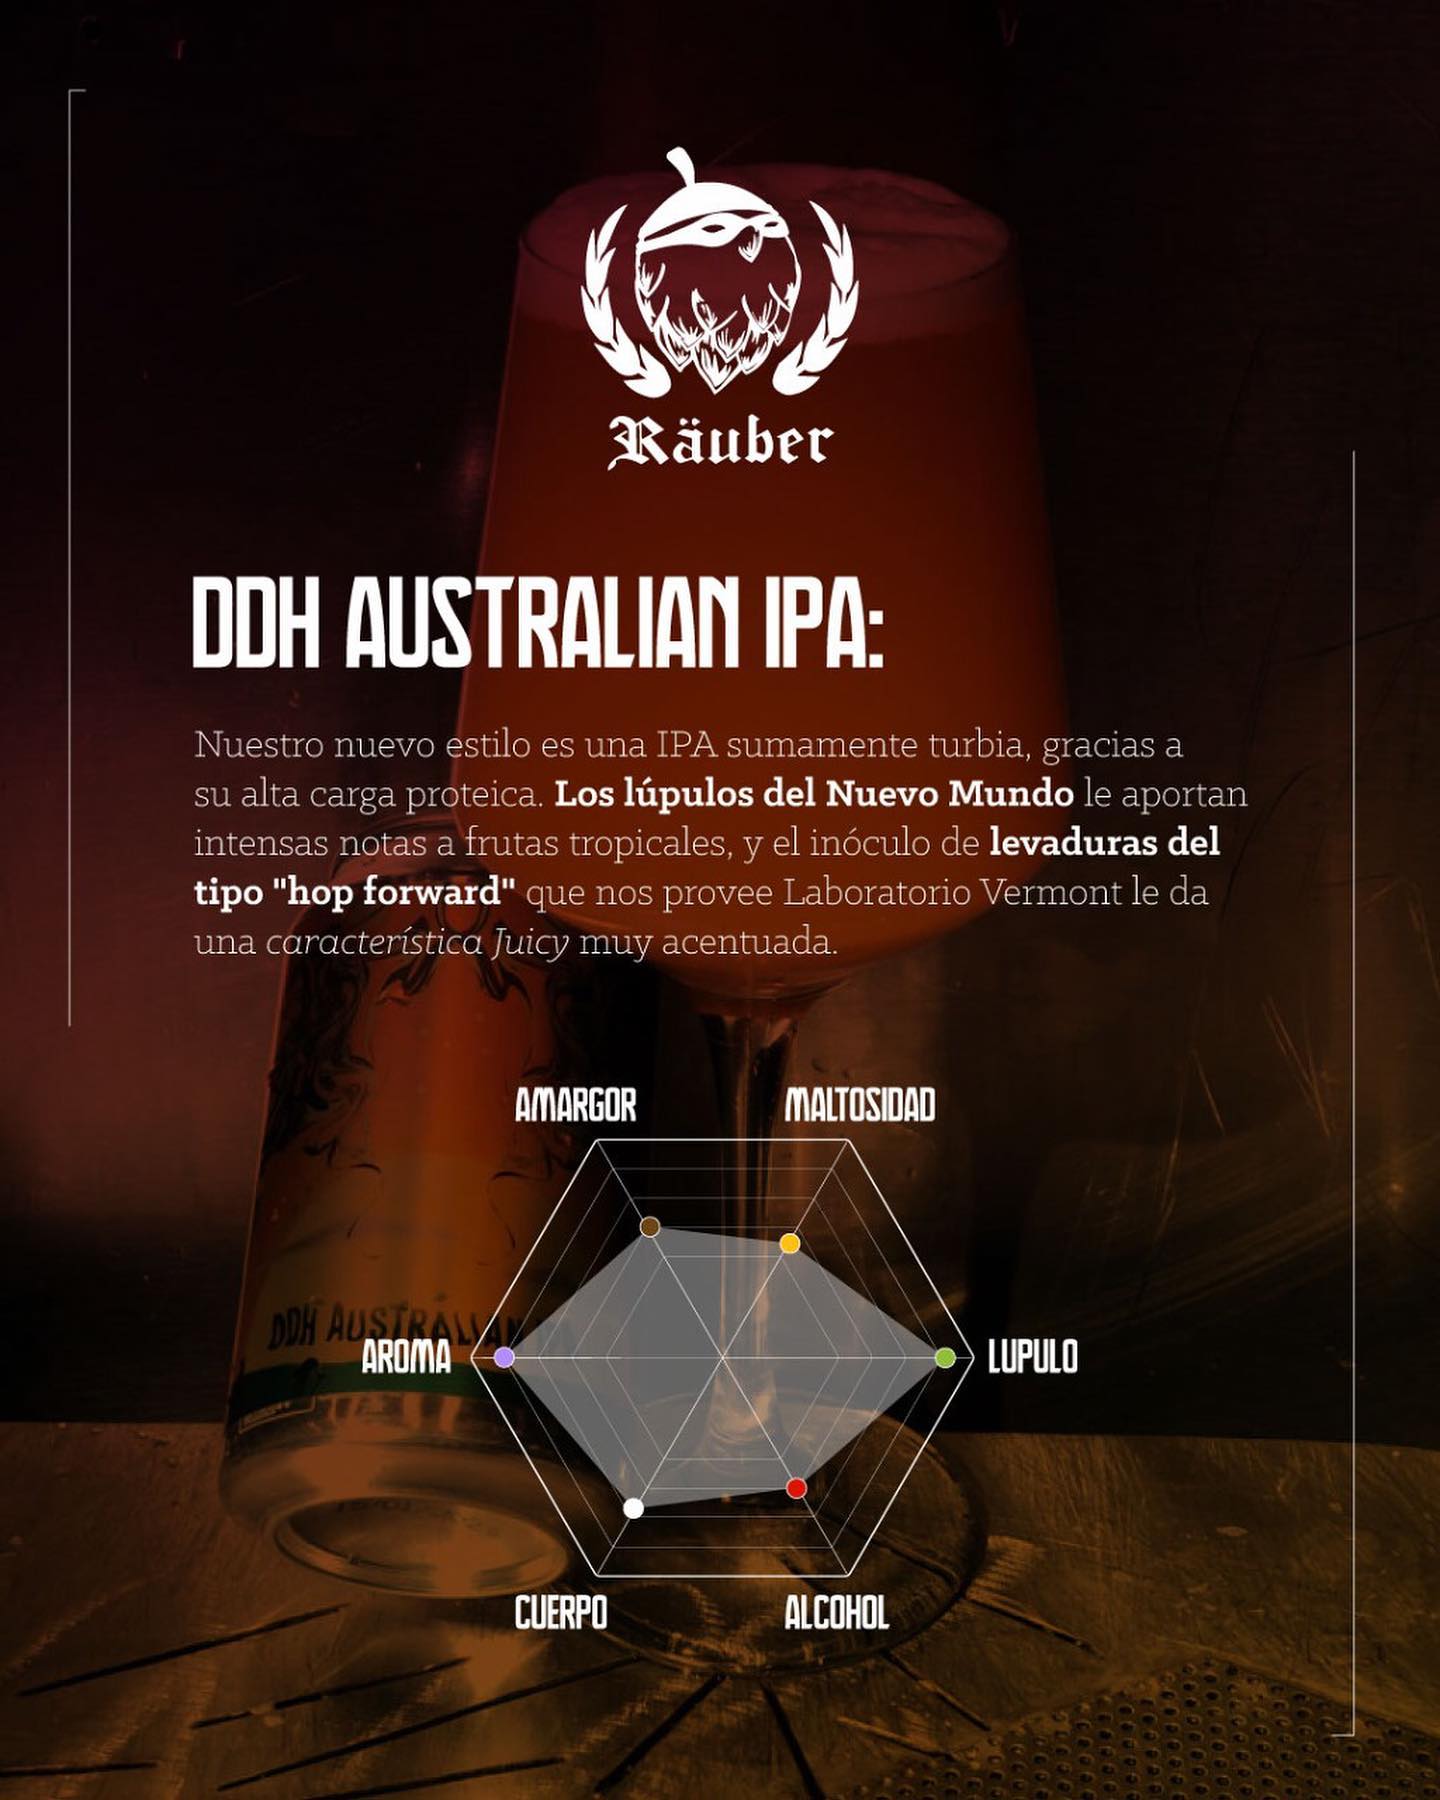 Räuber
DDH AUSTRALIAN IPA:
Nuestro nuevo estilo es una IPA sumamente turbia, gracias a
su alta carga proteica. Los lúpulos del Nuevo Mundo le aportan
intensas notas a frutas tropicales, y el inóculo de levaduras del
tipo "hop forward" que nos provee Laboratorio Vermont le da
una característica Juicy muy acentuada.
AMARGOR MALTOSIDAD
DDH AUSTRALIAN
AROMA LUPULO
CUERPO ALCOHOL